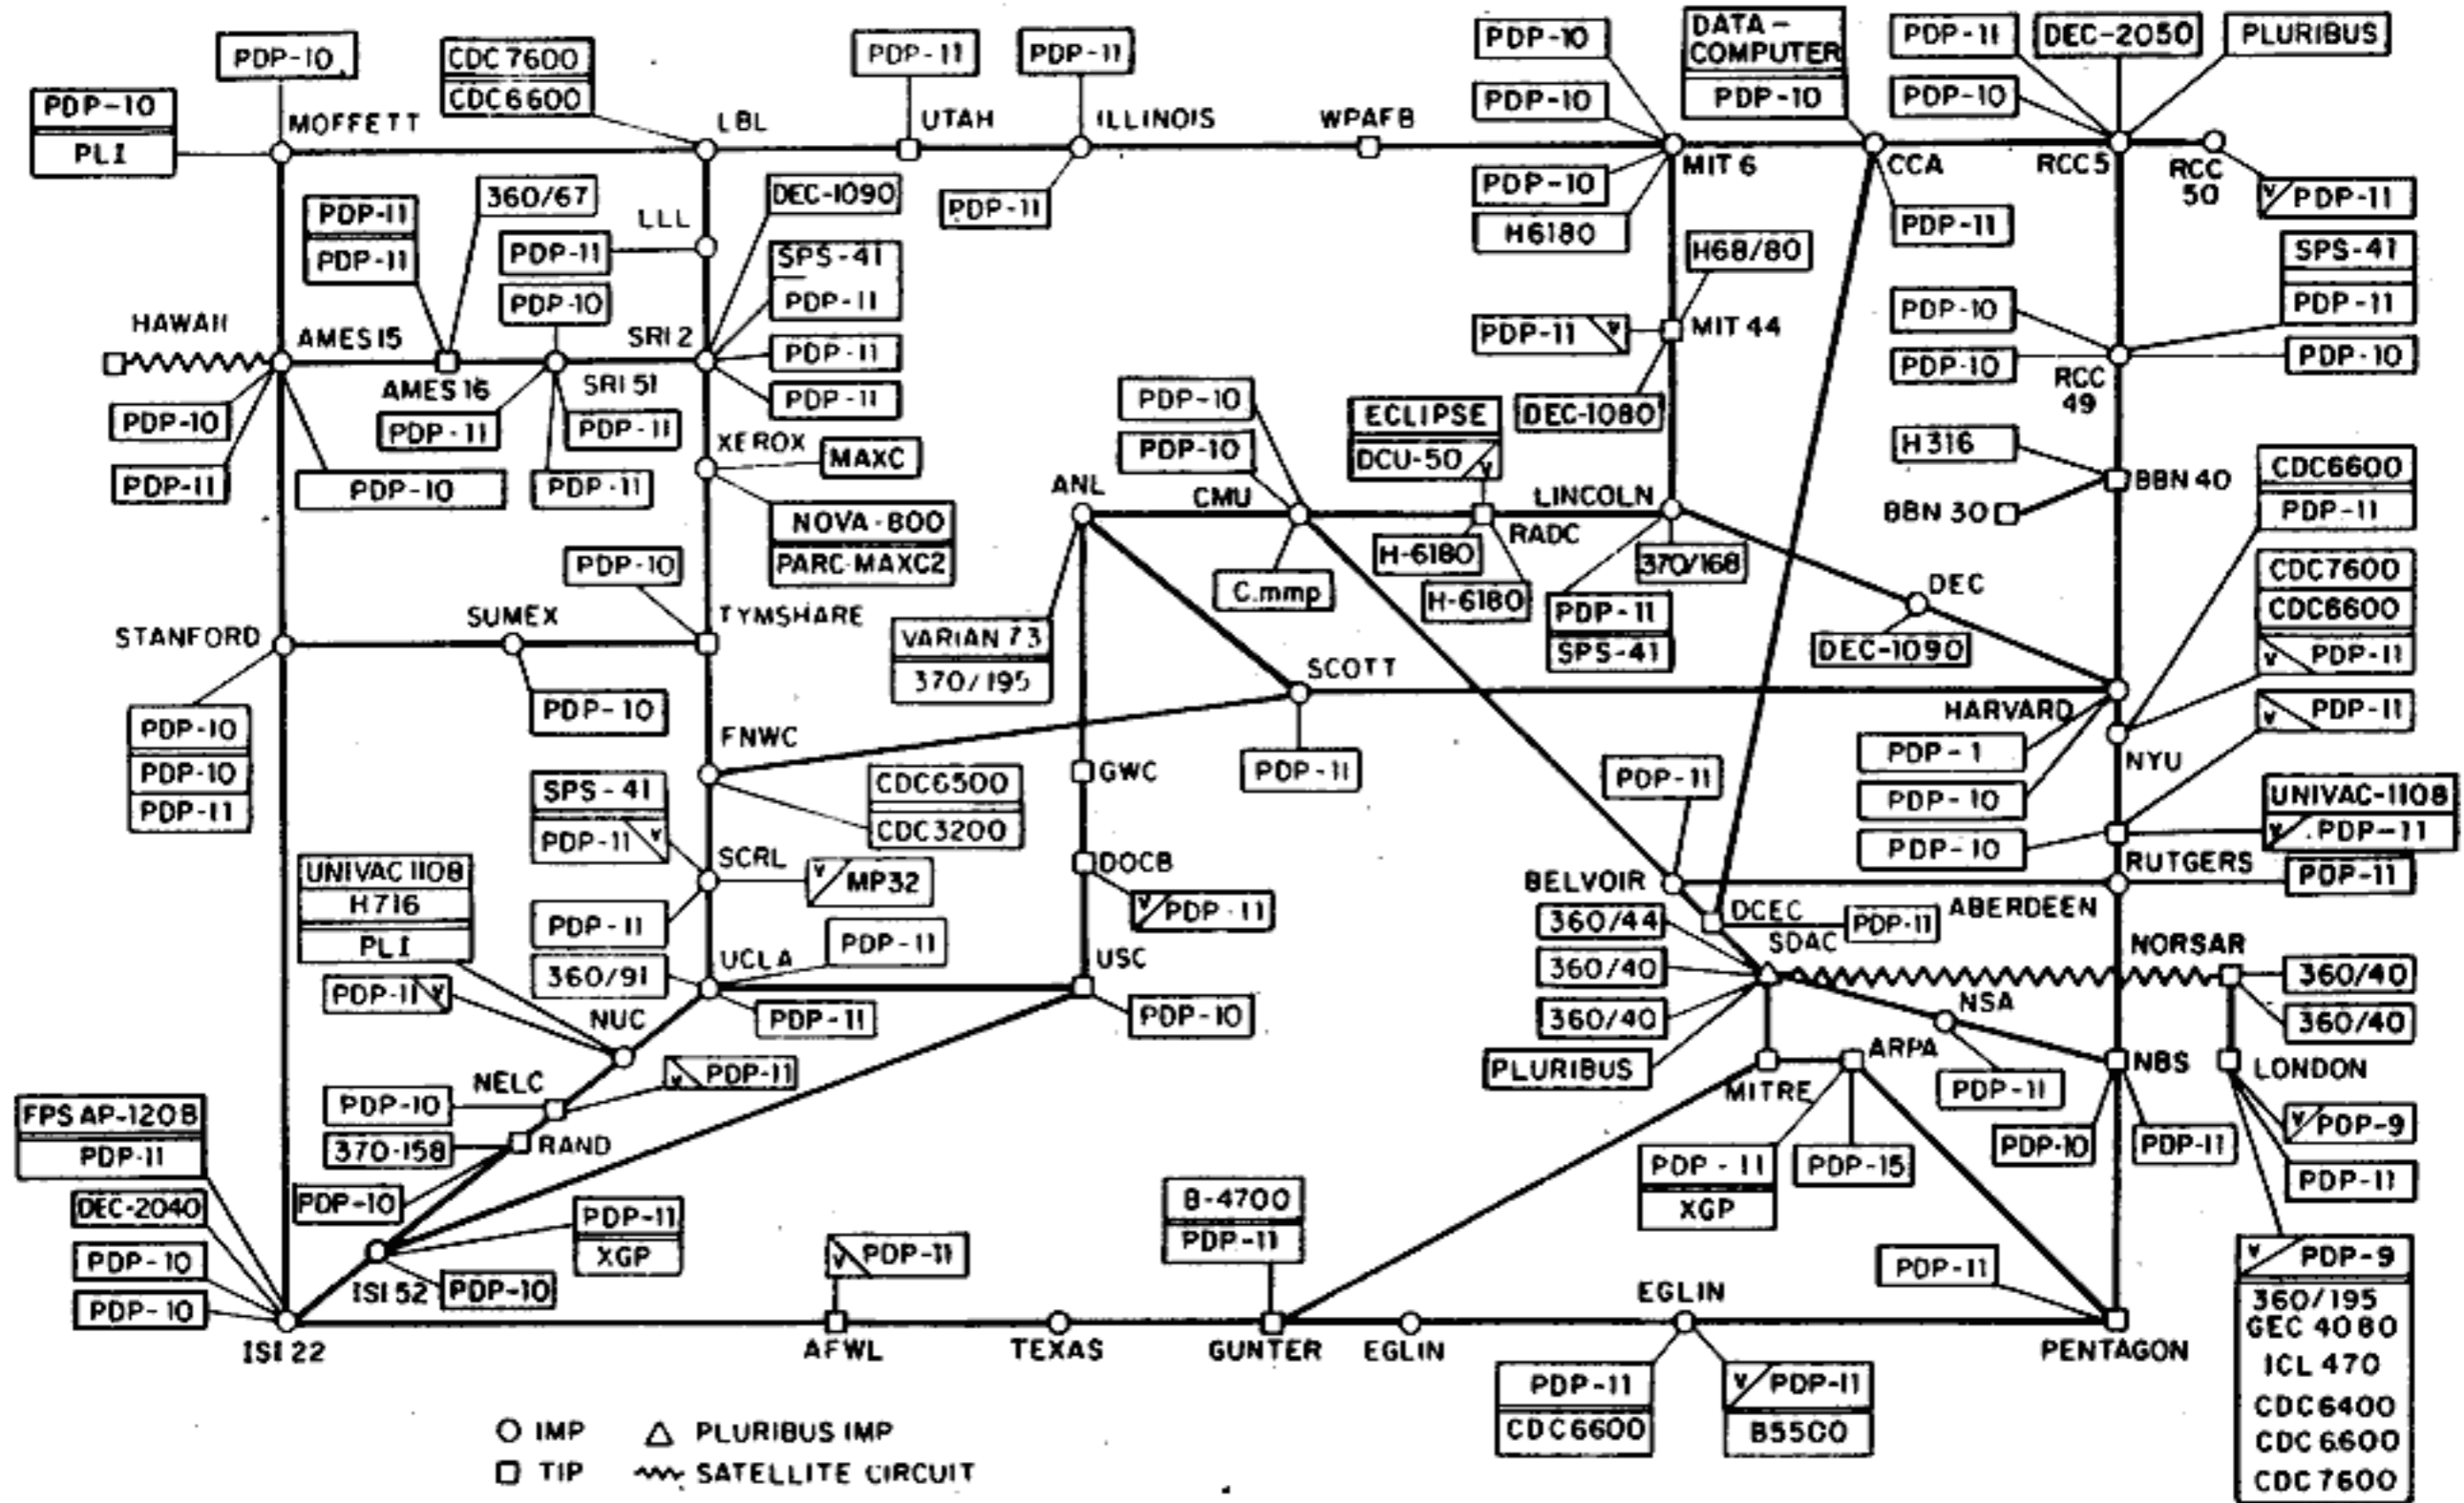 PDP-10
CDC7600
CDC6600
PDP-11
PDP-11
PDP-10
PDP-10
DATA-
COMPUTER
PDP-10
PDP-11
DEC-2050
PLURIBUS
PDP-10
PDP-10
PLI
MOFFETT
LBL
UTAH
ILLINOIS
WPAFB
PDP-10
H6180
MIT 6
CCA
RCC5
RCC
50
PDP-11
V PDP-11
PDP-11
PDP-11
PDP-11
360/67
LLL
PDP-11
DEC-1090
SPS-41
PDP-11
H68/80
SPS-41
PDP-11
HAWAII
AMES15
PDP-10
SRI 2
PDP-11
PDP-11 V
MIT 44
PDP-10
PDP-10
PDP-10
RCC
49
AMES16
SRI 51
PDP-11
PDP-10
PDP-11
PDP-11
PDP-11
PDP-10
PDP-11
XEROX
MAXC
PDP-10
PDP-10
ECLIPSE
DCU-50 V
DEC-1080
H316
BBN 40
BBN 30
CDC6600
PDP-11
NOVA-800
PARC-MAXC2
ANL
CMU
RADC
LINCOLN
H-6180
H-6180
370/168
C.mmp
PDP-11
SPS-41
DEC
DEC-1090
CDC7600
CDC6600
V PDP-11
PDP-10
STANFORD
SUMEX
TYMSHARE
VARIAN 73
370/195
SCOTT
PDP-10
PDP-10
PDP-11
PDP-10
HARVARD
V PDP-11
FNWC
CDC6500
CDC3200
GWC
PDP-11
PDP-11
PDP-1
PDP-10
NYU
SPS-41
PDP-11 V
SCRL
V MP32
PDP-11
DOCB
V PDP-11
PDP-10
UNIVAC-1108
V PDP-11
RUTGERS
PDP-11
UNIVAC 1108
H716
PLI
PDP-11 V
360/91
UCLA
PDP-11
PDP-11
USC
PDP-10
BELVOIR
ABERDEEN
360/44
DCEC
PDP-11
SDAC
360/40
360/40
PLURIBUS
NORSAR
360/40
360/40
NSA
PDP-11
NUC
NELC
V PDP-11
PDP-10
370-158
RAND
PDP-10
MITRE
ARPA
NBS
LONDON
PDP-10
PDP-11
V PDP-9
PDP-11
FPS AP-120B
PDP-11
DEC-2040
PDP-10
PDP-10
PDP-11
XGP
ISI 52
PDP-10
V PDP-11
B-4700
PDP-11
PDP-11
XGP
PDP-15
PDP-11
EGLIN
V PDP-9
360/195
GEC 4080
ICL 470
CDC6400
CDC6600
CDC7600
ISI 22
AFWL
TEXAS
GUNTER
EGLIN
PENTAGON
PDP-11
CDC6600
V PDP-11
B5500
IMP
PLURIBUS IMP
TIP
SATELLITE CIRCUIT